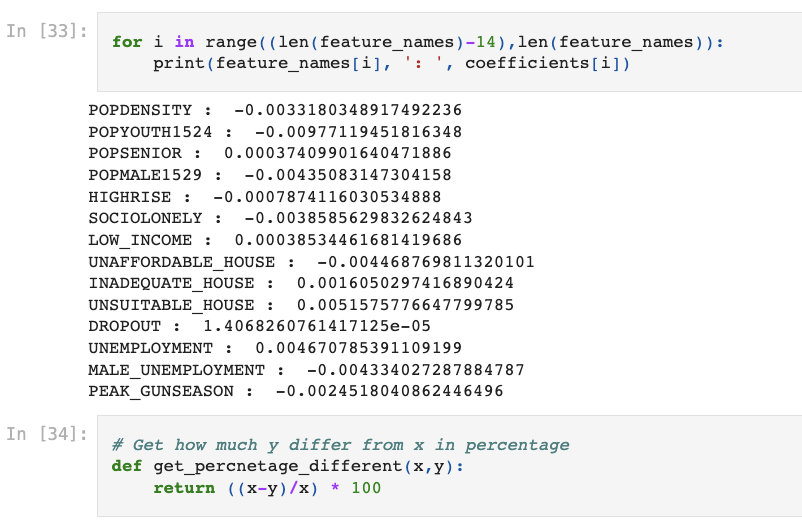 In [33]:
for i in range((len(feature_names)-14),len(feature_names)):
    print(feature_names[i], ': ', coefficients[i])
POPDENSITY :  -0.0033180348917492236
POPYOUTH1524 :  -0.00977119451816348
POPSENIOR :  0.00037409901640471886
POPMALE1529 :  -0.00435083147304158
HIGHRISE :  -0.0007874116030534888
SOCIOLONELY :  -0.0038585629832624843
LOW_INCOME :  0.00038534461681419686
UNAFFORDABLE_HOUSE :  -0.004468769811320101
INADEQUATE_HOUSE :  0.0016050297416890424
UNSUITABLE_HOUSE :  0.0051575776647799785
DROPOUT :  1.4068260761417125e-05
UNEMPLOYMENT :  0.004670785391109199
MALE_UNEMPLOYMENT :  -0.004334027287884787
PEAK_GUNSEASON :  -0.0024518040862446496
In [34]:
# Get how much y differ from x in percentage
def get_percnetage_different(x,y):
    return ((x-y)/x) * 100